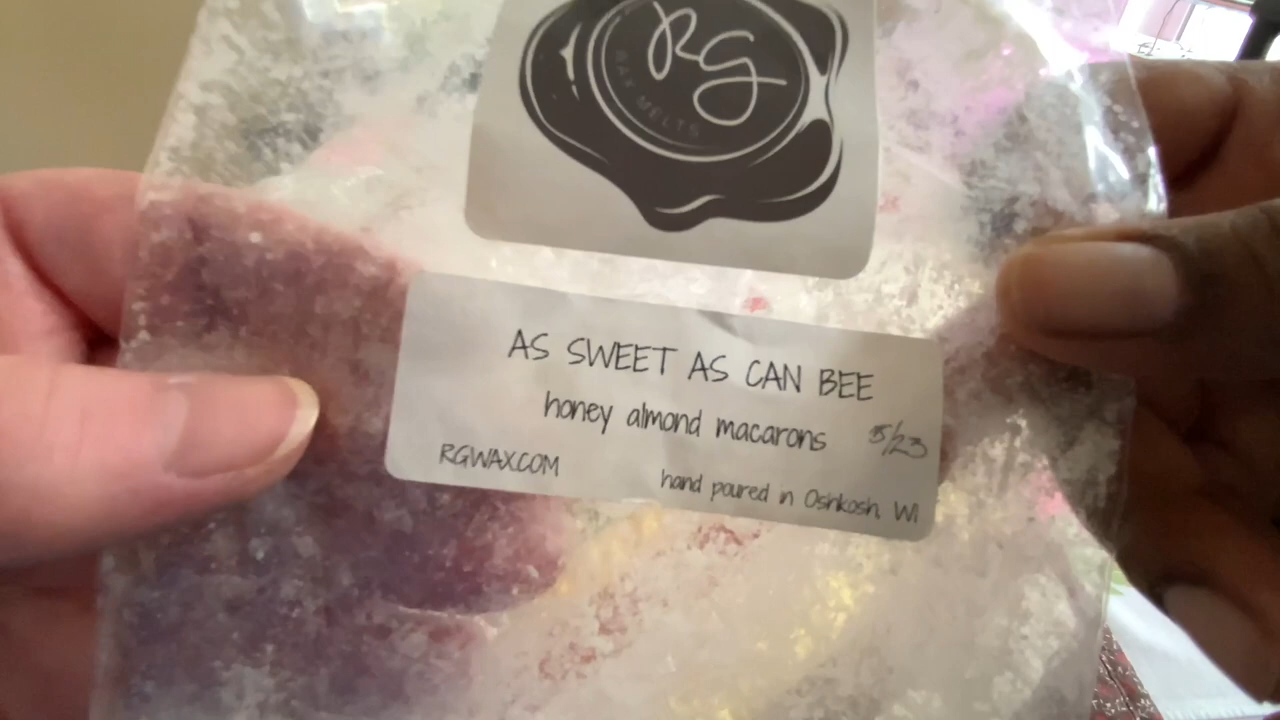 RG
WAX MELTS
AS SWEET AS CAN BEE
honey almond macarons 5/23
RGWAX.COM
hand poured in Oshkosh, WI